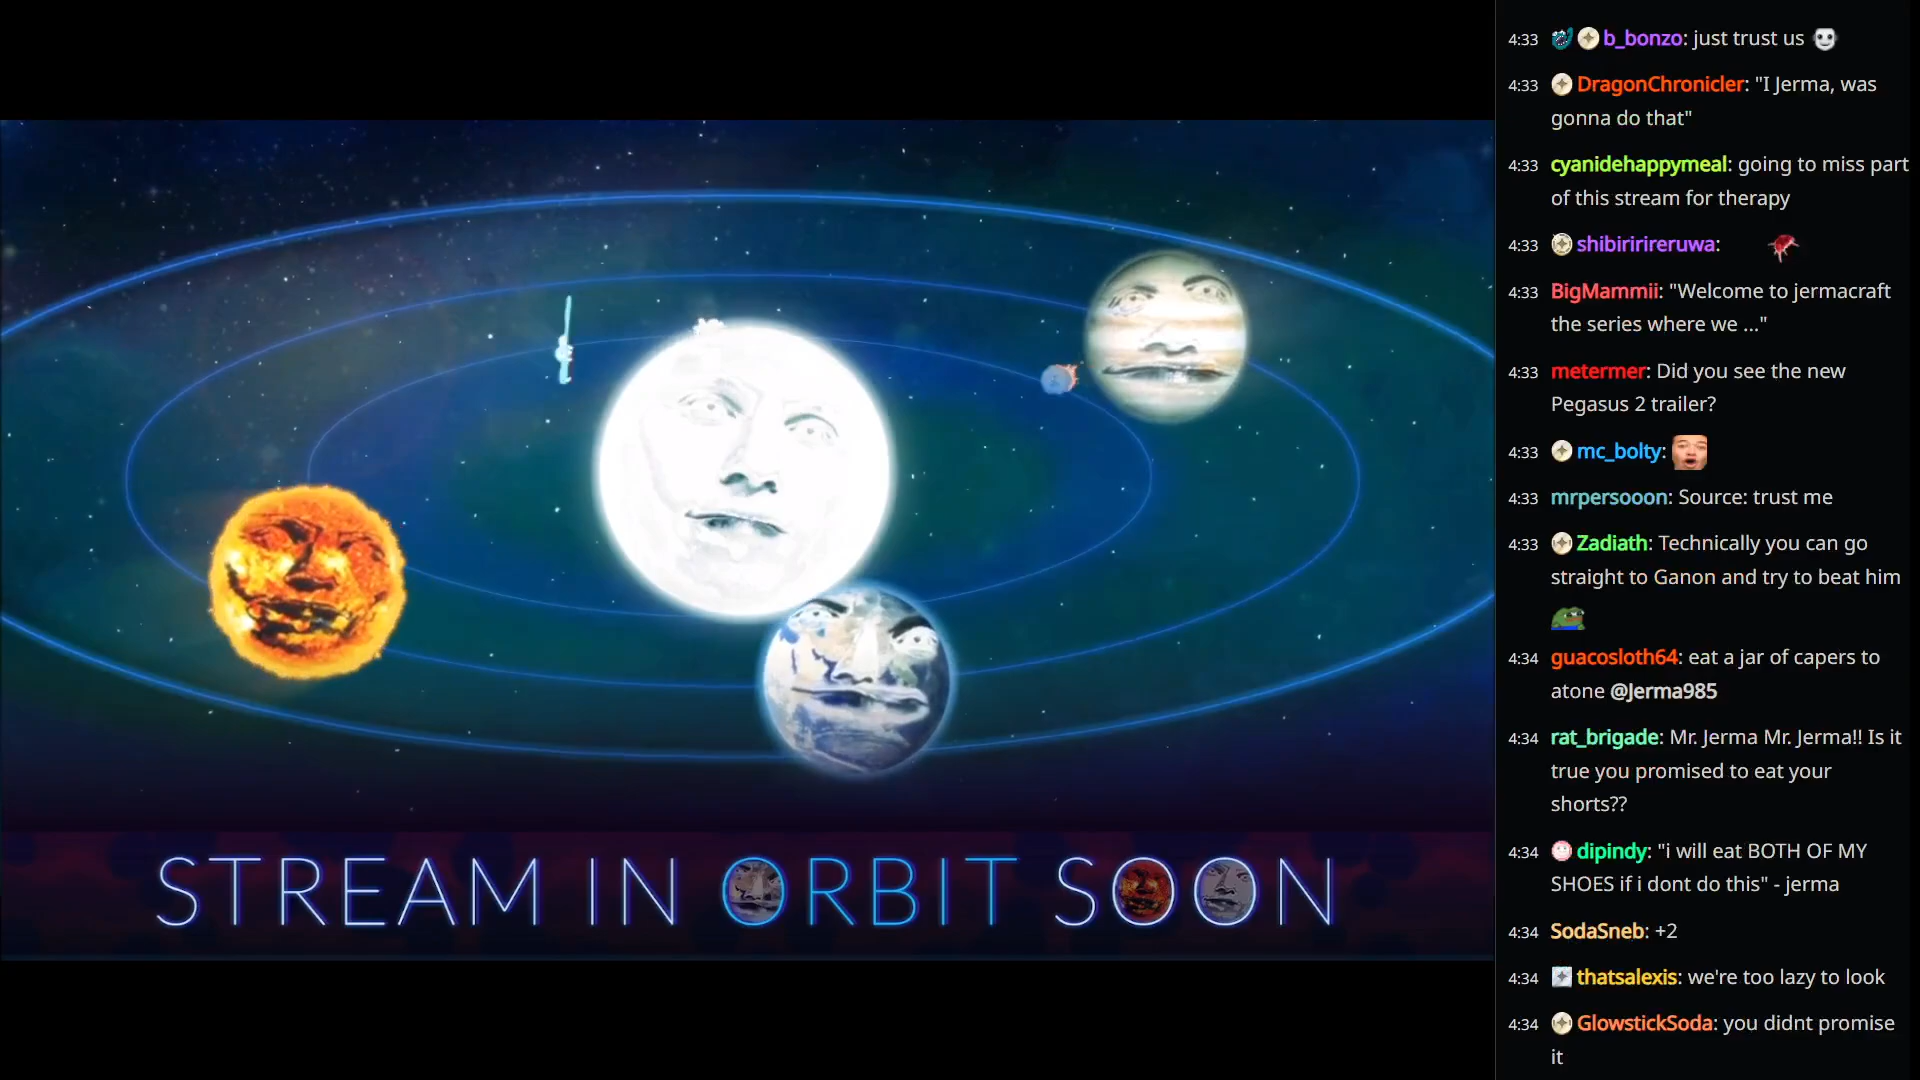 4:33 b_bonzo: just trust us
4:33 DragonChronicler: "I Jerma, was
gonna do that"
4:33 cyanidehappymeal: going to miss part
of this stream for therapy
4:33 shibiriririreruwa:
4:33 BigMammii: "Welcome to jermacraft
the series where we ..."
4:33 metermer: Did you see the new
Pegasus 2 trailer?
4:33 mc_bolty:
4:33 mrpersooon: Source: trust me
4:33 Zadiath: Technically you can go
straight to Ganon and try to beat him
4:34 guacosloth64: eat a jar of capers to
atone @Jerma985
4:34 rat_brigade: Mr. Jerma Mr. Jerma!! Is it
true you promised to eat your
shorts??
4:34 dipindy: "i will eat BOTH OF MY
SHOES if i dont do this" - jerma
4:34 SodaSneb: +2
4:34 thatsalexis: we're too lazy to look
4:34 GlowstickSoda: you didnt promise
it
STREAM IN ORBIT SOON